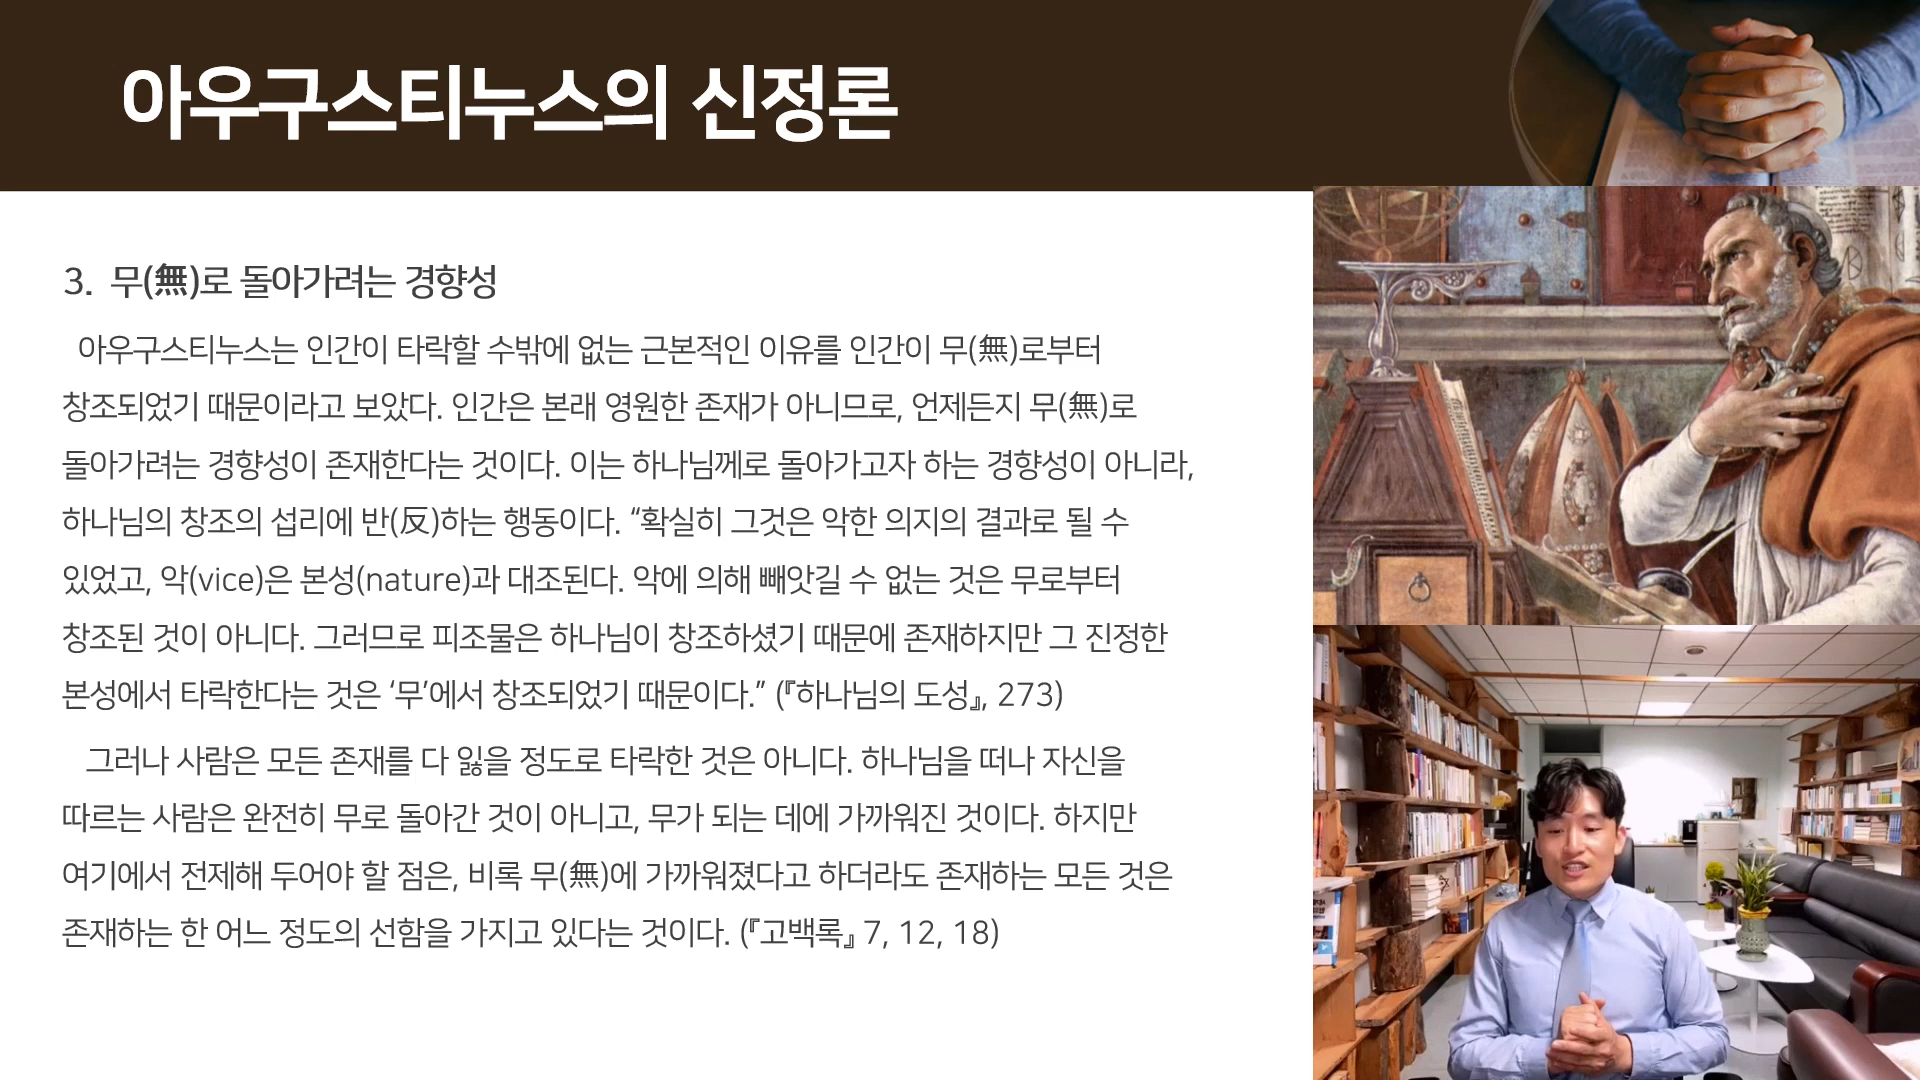 아우구스티누스의 신정론
3. 무(無)로 돌아가려는 경향성
아우구스티누스는 인간이 타락할 수밖에 없는 근본적인 이유를 인간이 무(無)로부터
창조되었기 때문이라고 보았다. 인간은 본래 영원한 존재가 아니므로, 언제든지 무(無)로
돌아가려는 경향성이 존재한다는 것이다. 이는 하나님께로 돌아가고자 하는 경향성이 아니라,
하나님의 창조의 섭리에 반(反)하는 행동이다. “확실히 그것은 악한 의지의 결과로 될 수
있었고, 악(vice)은 본성(nature)과 대조된다. 악에 의해 빼앗길 수 없는 것은 무로부터
창조된 것이 아니다. 그러므로 피조물은 하나님이 창조하셨기 때문에 존재하지만 그 진정한
본성에서 타락한다는 것은 ‘무’에서 창조되었기 때문이다.” (『하나님의 도성』, 273)
그러나 사람은 모든 존재를 다 잃을 정도로 타락한 것은 아니다. 하나님을 떠나 자신을
따르는 사람은 완전히 무로 돌아간 것이 아니고, 무가 되는 데에 가까워진 것이다. 하지만
여기에서 전제해 두어야 할 점은, 비록 무(無)에 가까워졌다고 하더라도 존재하는 모든 것은
존재하는 한 어느 정도의 선함을 가지고 있다는 것이다. (『고백록』 7, 12, 18)